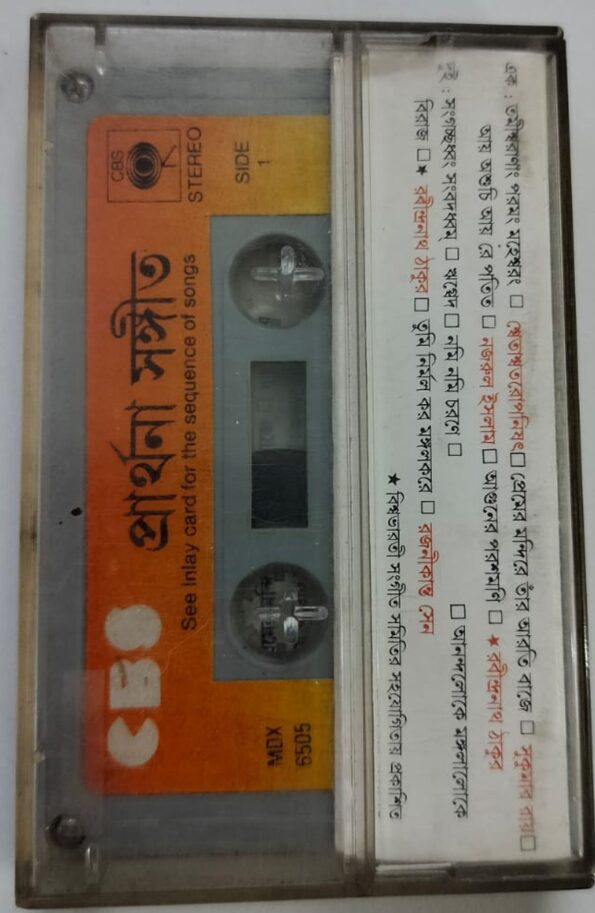 CBS
STEREO
SIDE
1
প্রার্থনা সঙ্গীত
See Inlay card for the sequence of songs
CBS
MDX
6505
এক : তমীশ্বরাণাং পরমং মহেশ্বরং □ শ্বেতাশ্বতরোপনিষৎ □ প্রেমের মন্দিরে তাঁর আরতি বাজে □ সুকুমার রায় □
আয় অশুচি আয় রে পতিত □ নজরুল ইসলাম □ আগুনের পরশমণি □ ★ রবীন্দ্রনাথ ঠাকুর
দুই : সংগচ্ছধ্বং সংবদধ্বম্ □ ঋগ্বেদ □ নমি নমি চরণে □ □ আনন্দলোকে মঙ্গলালোকে
বিরাজ □ ★ রবীন্দ্রনাথ ঠাকুর □ তুমি নির্মল কর মঙ্গলকরে □ রজনীকান্ত সেন
★ বিশ্বভারতী সংগীত সমিতির সহযোগিতায় প্রকাশিত